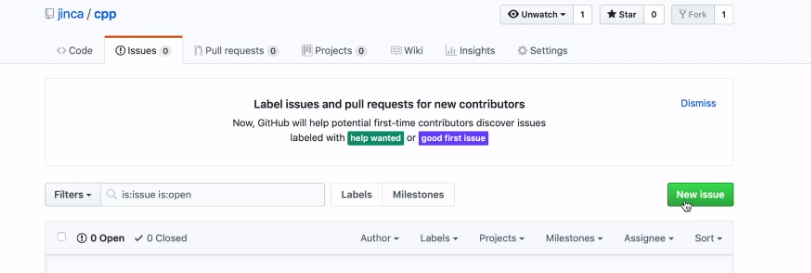 jinca / cpp
Unwatch 1 Star 0 Fork 1
Code Issues 0 Pull requests 0 Projects 0 Wiki Insights Settings
Label issues and pull requests for new contributors
Dismiss
Now, GitHub will help potential first-time contributors discover issues
labeled with help wanted or good first issue
Filters is:issue is:open Labels Milestones New issue
0 Open 0 Closed Author Labels Projects Milestones Assignee Sort